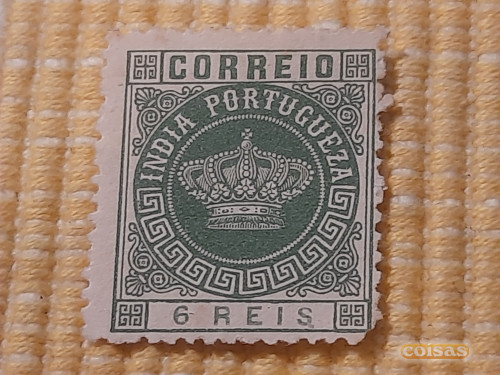 CORREIO
INDIA PORTUGUEZA
6 REIS
coisas